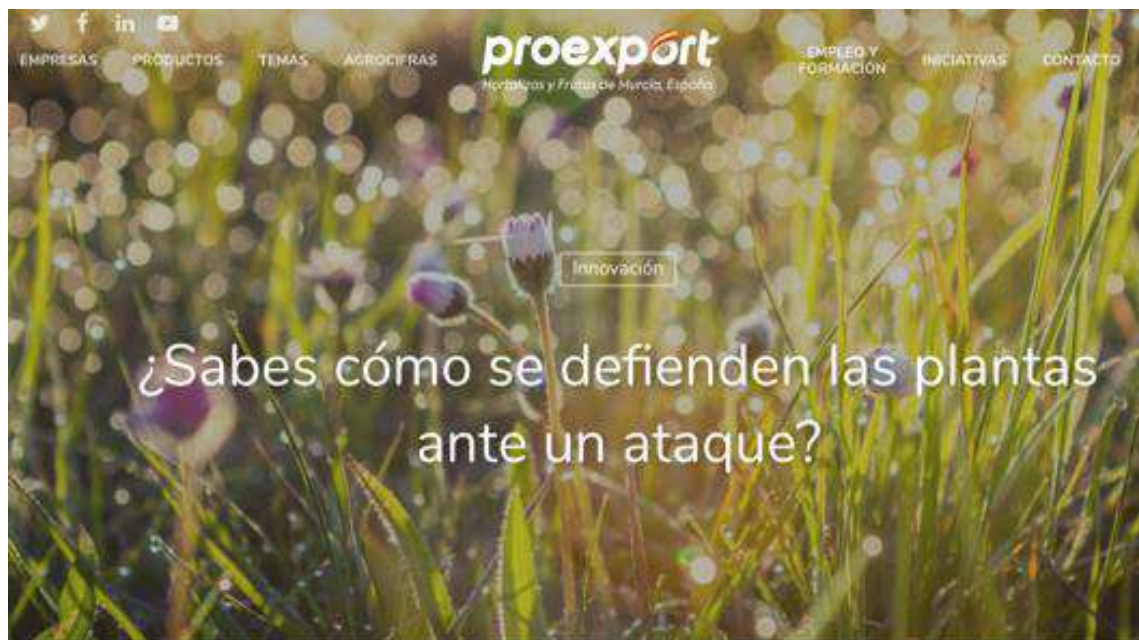 EMPRESAS PRODUCTOS TEMAS AGROCIFRAS
proexport
Hortalizas y Frutas de Murcia, España
EMPLEO Y
FORMACIÓN
INICIATIVAS CONTACTO
Innovación
¿Sabes cómo se defienden las plantas
ante un ataque?